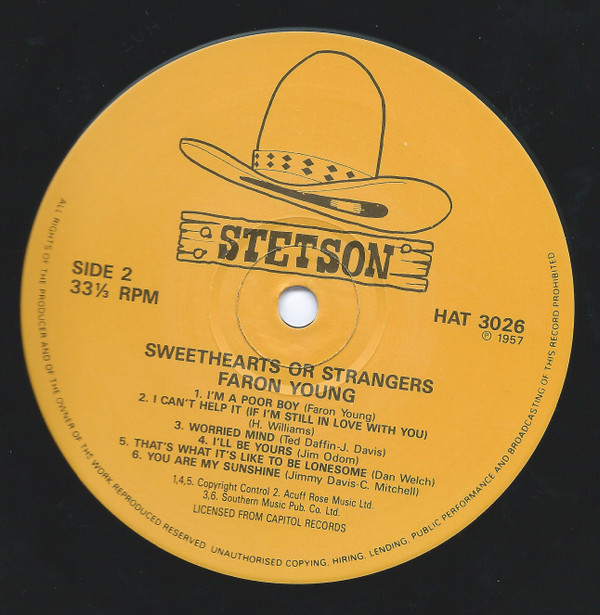 STETSON
SIDE 2
33⅓ RPM
HAT 3026
℗ 1957
SWEETHEARTS OR STRANGERS
FARON YOUNG
1. I'M A POOR BOY (Faron Young)
2. I CAN'T HELP IT (IF I'M STILL IN LOVE WITH YOU)
(H. Williams)
3. WORRIED MIND (Ted Daffin-J. Davis)
4. I'LL BE YOURS (Jim Odom)
5. THAT'S WHAT IT'S LIKE TO BE LONESOME (Dan Welch)
6. YOU ARE MY SUNSHINE (Jimmy Davis-C. Mitchell)
1,4,5. Copyright Control 2. Acuff Rose Music Ltd.
3,6. Southern Music Pub. Co. Ltd.
LICENSED FROM CAPITOL RECORDS
ALL RIGHTS OF THE PRODUCER AND OF THE OWNER OF THE WORK REPRODUCED RESERVED. UNAUTHORISED COPYING, HIRING, LENDING, PUBLIC PERFORMANCE AND BROADCASTING OF THIS RECORD PROHIBITED